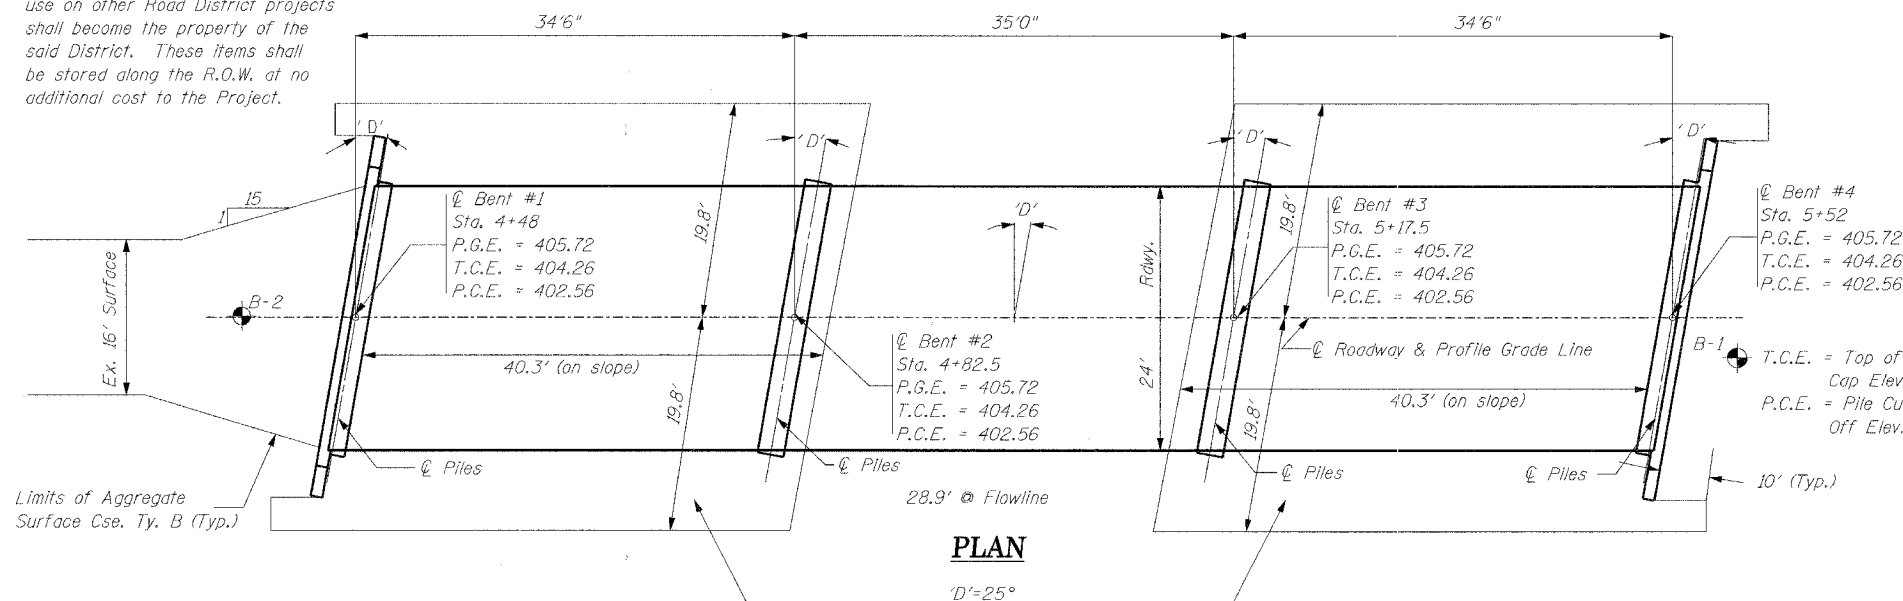 use on other Road District projects
shall become the property of the
said District. These items shall
be stored along the R.O.W. at no
additional cost to the Project.
34'6"
35'0"
34'6"
'D'
'D'
'D'
'D'
'D'
15
1
Ex. 16' Surface
B-2
℄ Bent #1
Sta. 4+48
P.G.E. = 405.72
T.C.E. = 404.26
P.C.E. = 402.56
19.8'
19.8'
40.3' (on slope)
℄ Bent #2
Sta. 4+82.5
P.G.E. = 405.72
T.C.E. = 404.26
P.C.E. = 402.56
24' Rdwy.
19.8'
19.8'
℄ Bent #3
Sta. 5+17.5
P.G.E. = 405.72
T.C.E. = 404.26
P.C.E. = 402.56
℄ Roadway & Profile Grade Line
40.3' (on slope)
℄ Bent #4
Sta. 5+52
P.G.E. = 405.72
T.C.E. = 404.26
P.C.E. = 402.56
B-1
T.C.E. = Top of
Cap Elev
P.C.E. = Pile Cu
Off Elev.
℄ Piles
℄ Piles
℄ Piles
℄ Piles
10' (Typ.)
Limits of Aggregate
Surface Cse. Ty. B (Typ.)
28.9' @ Flowline
PLAN
'D'=25°